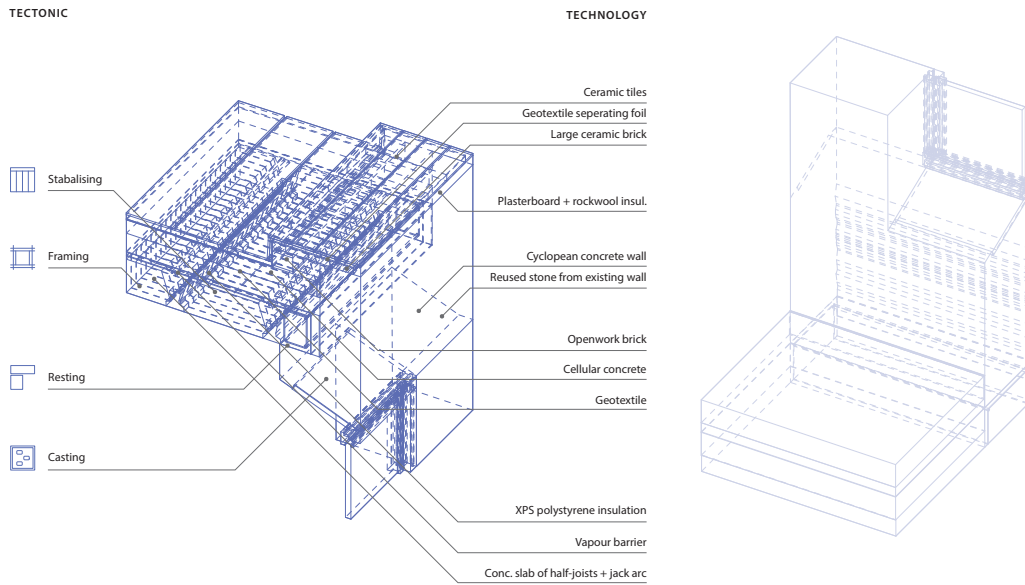 TECTONIC
TECHNOLOGY
Ceramic tiles
Geotextile seperating foil
Large ceramic brick
Stabalising
Plasterboard + rockwool insul.
Framing
Cyclopean concrete wall
Reused stone from existing wall
Openwork brick
Resting
Cellular concrete
Geotextile
Casting
XPS polystyrene insulation
Vapour barrier
Conc. slab of half-joists + jack arc